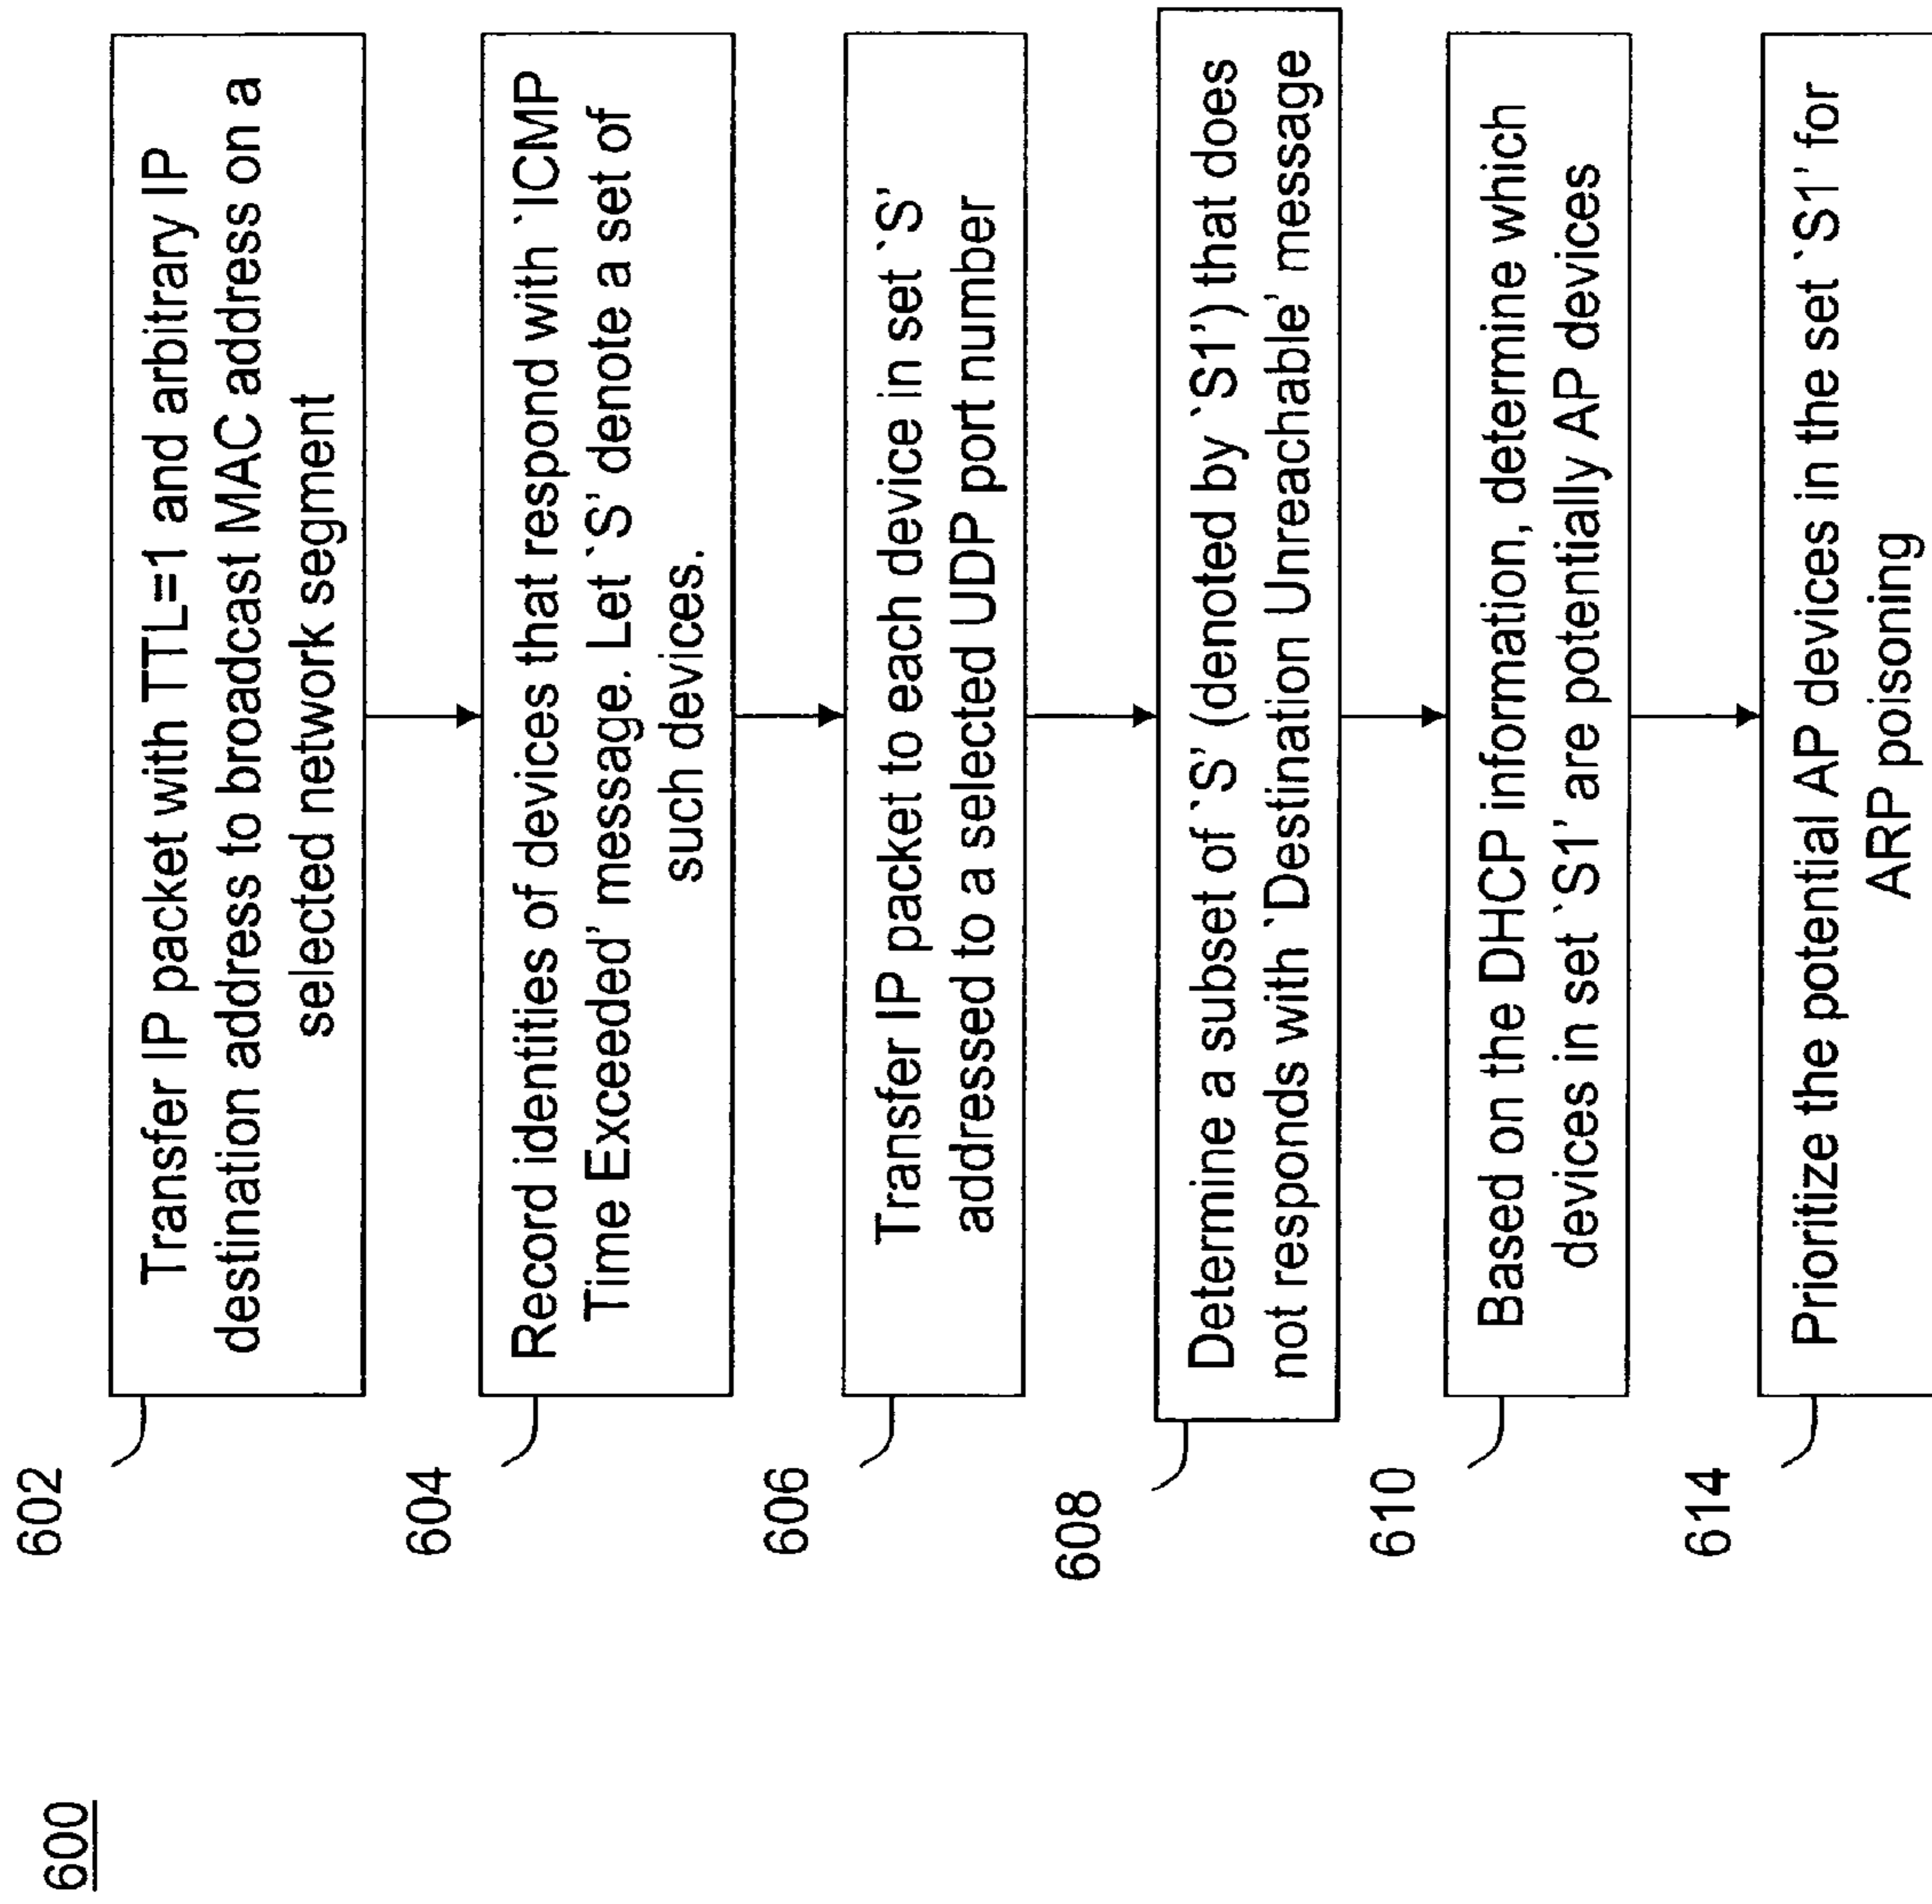 600
602
Transfer IP packet with TTL=1 and arbitrary IP
destination address to broadcast MAC address on a
selected network segment
604
Record identities of devices that respond with `ICMP
Time Exceeded' message. Let `S' denote a set of
such devices.
606
Transfer IP packet to each device in set `S'
addressed to a selected UDP port number
608
Determine a subset of `S' (denoted by `S1') that does
not responds with `Destination Unreachable' message
610
Based on the DHCP information, determine which
devices in set `S1' are potentially AP devices
614
Prioritize the potential AP devices in the set `S1' for
ARP poisoning